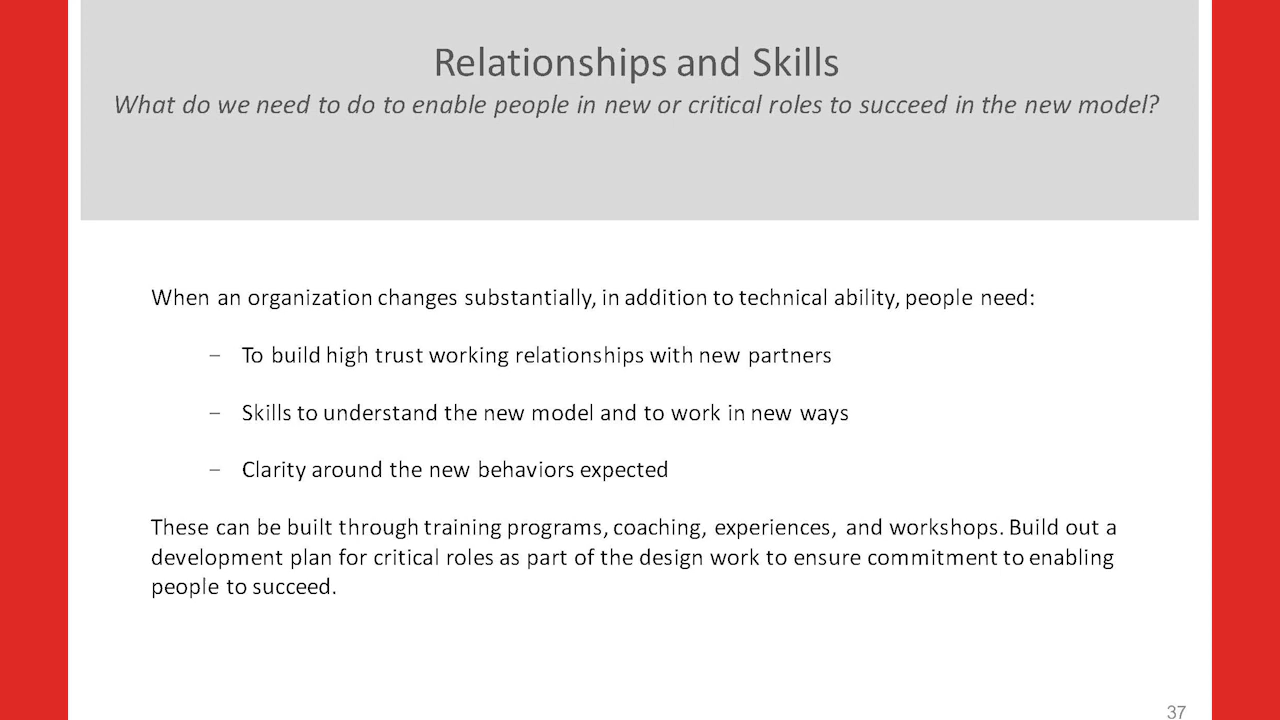 Relationships and Skills
What do we need to do to enable people in new or critical roles to succeed in the new model?
When an organization changes substantially, in addition to technical ability, people need:
– To build high trust working relationships with new partners
– Skills to understand the new model and to work in new ways
– Clarity around the new behaviors expected
These can be built through training programs, coaching, experiences, and workshops. Build out a
development plan for critical roles as part of the design work to ensure commitment to enabling
people to succeed.
37